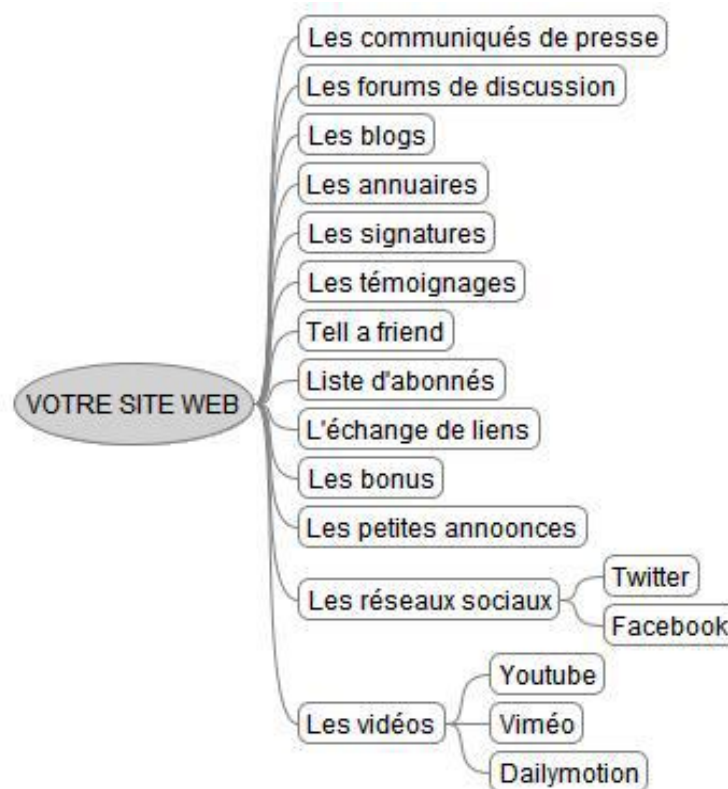 Les communiqués de presse
Les forums de discussion
Les blogs
Les annuaires
Les signatures
Les témoignages
Tell a friend
VOTRE SITE WEB
Liste d'abonnés
L'échange de liens
Les bonus
Les petites annoonces
Les réseaux sociaux
Twitter
Facebook
Les vidéos
Youtube
Viméo
Dailymotion